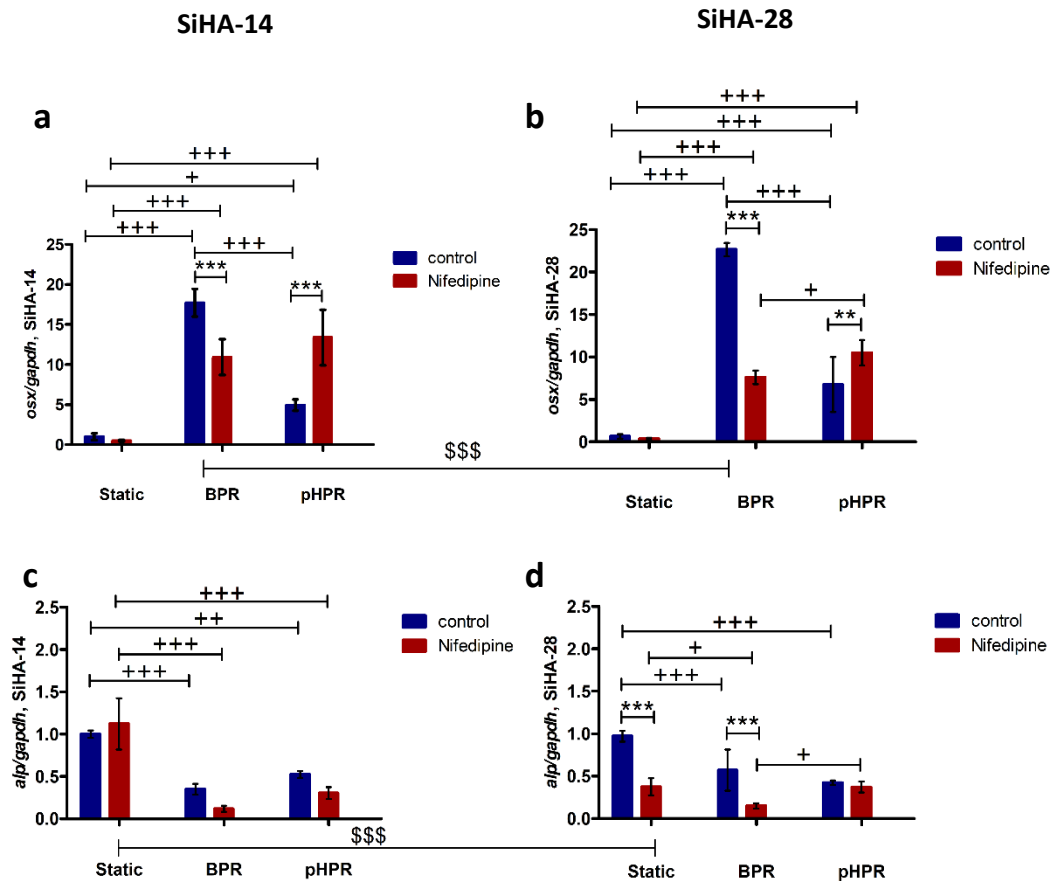 SiHA-14
SiHA-28
a
+++
+
+++
+++
+++
***
***
osx/gapdh, SiHA-14
25
20
15
10
5
0
control
Nifedipine
Static
BPR
pHPR
b
+++
+++
+++
+++
+++
***
+
**
osx/gapdh, SiHA-28
25
20
15
10
5
0
control
Nifedipine
Static
BPR
pHPR
$$$
c
+++
++
+++
+++
alp/gapdh, SiHA-14
2.5
2.0
1.5
1.0
0.5
0.0
control
Nifedipine
Static
BPR
pHPR
d
+++
+
+++
***
***
+
alp/gapdh, SiHA-28
2.5
2.0
1.5
1.0
0.5
0.0
control
Nifedipine
Static
BPR
pHPR
$$$